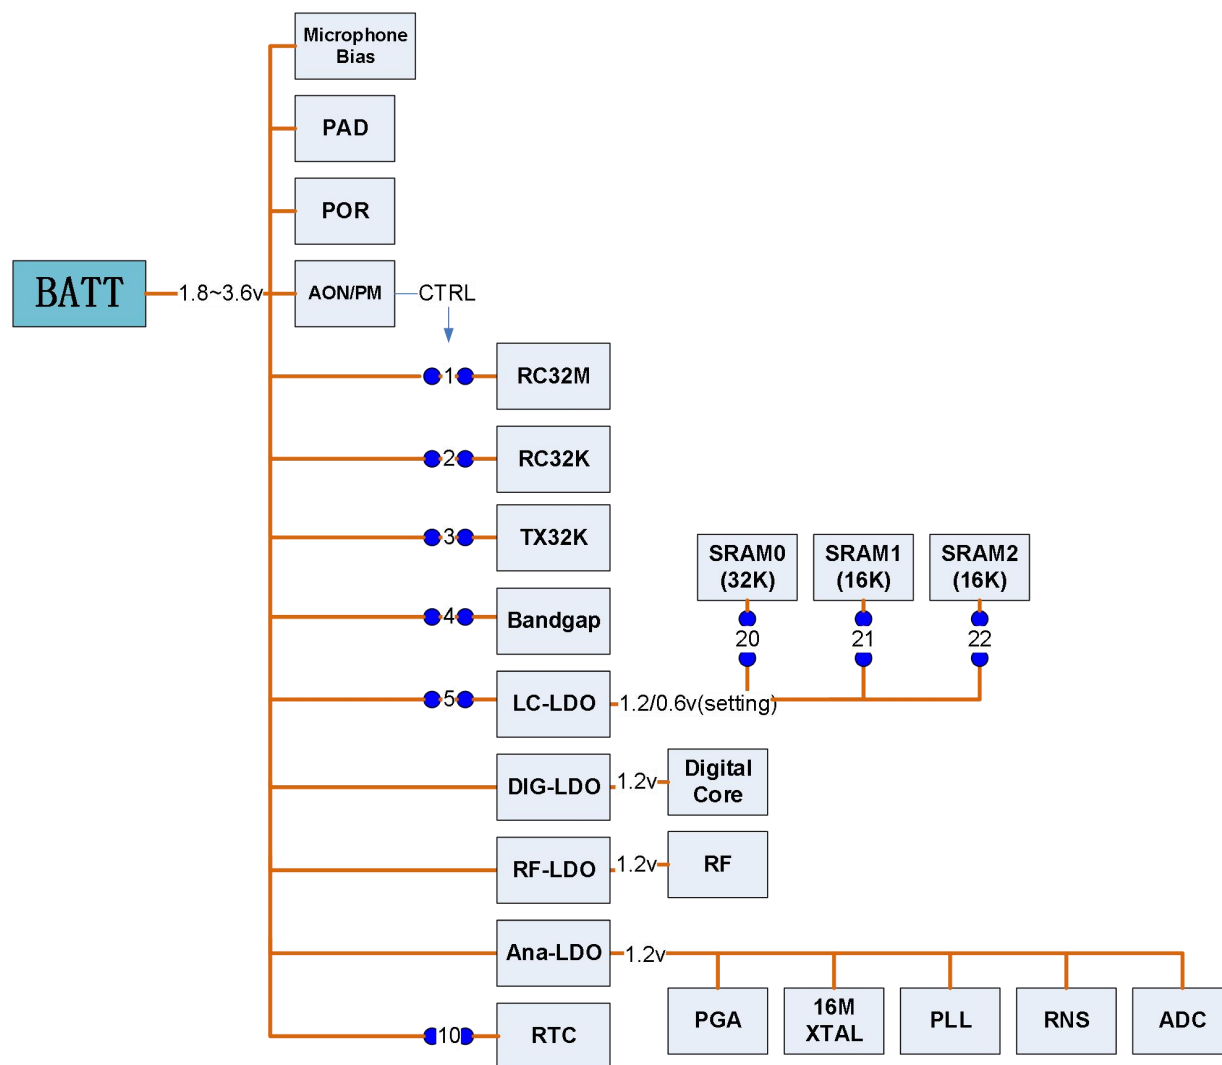 Microphone
Bias
PAD
POR
BATT
1.8~3.6v
AON/PM
CTRL
1
RC32M
2
RC32K
3
TX32K
SRAM0
(32K)
SRAM1
(16K)
SRAM2
(16K)
4
Bandgap
20
21
22
5
LC-LDO
1.2/0.6v(setting)
DIG-LDO
1.2v
Digital
Core
RF-LDO
1.2v
RF
Ana-LDO
1.2v
PGA
16M
XTAL
PLL
RNS
ADC
10
RTC